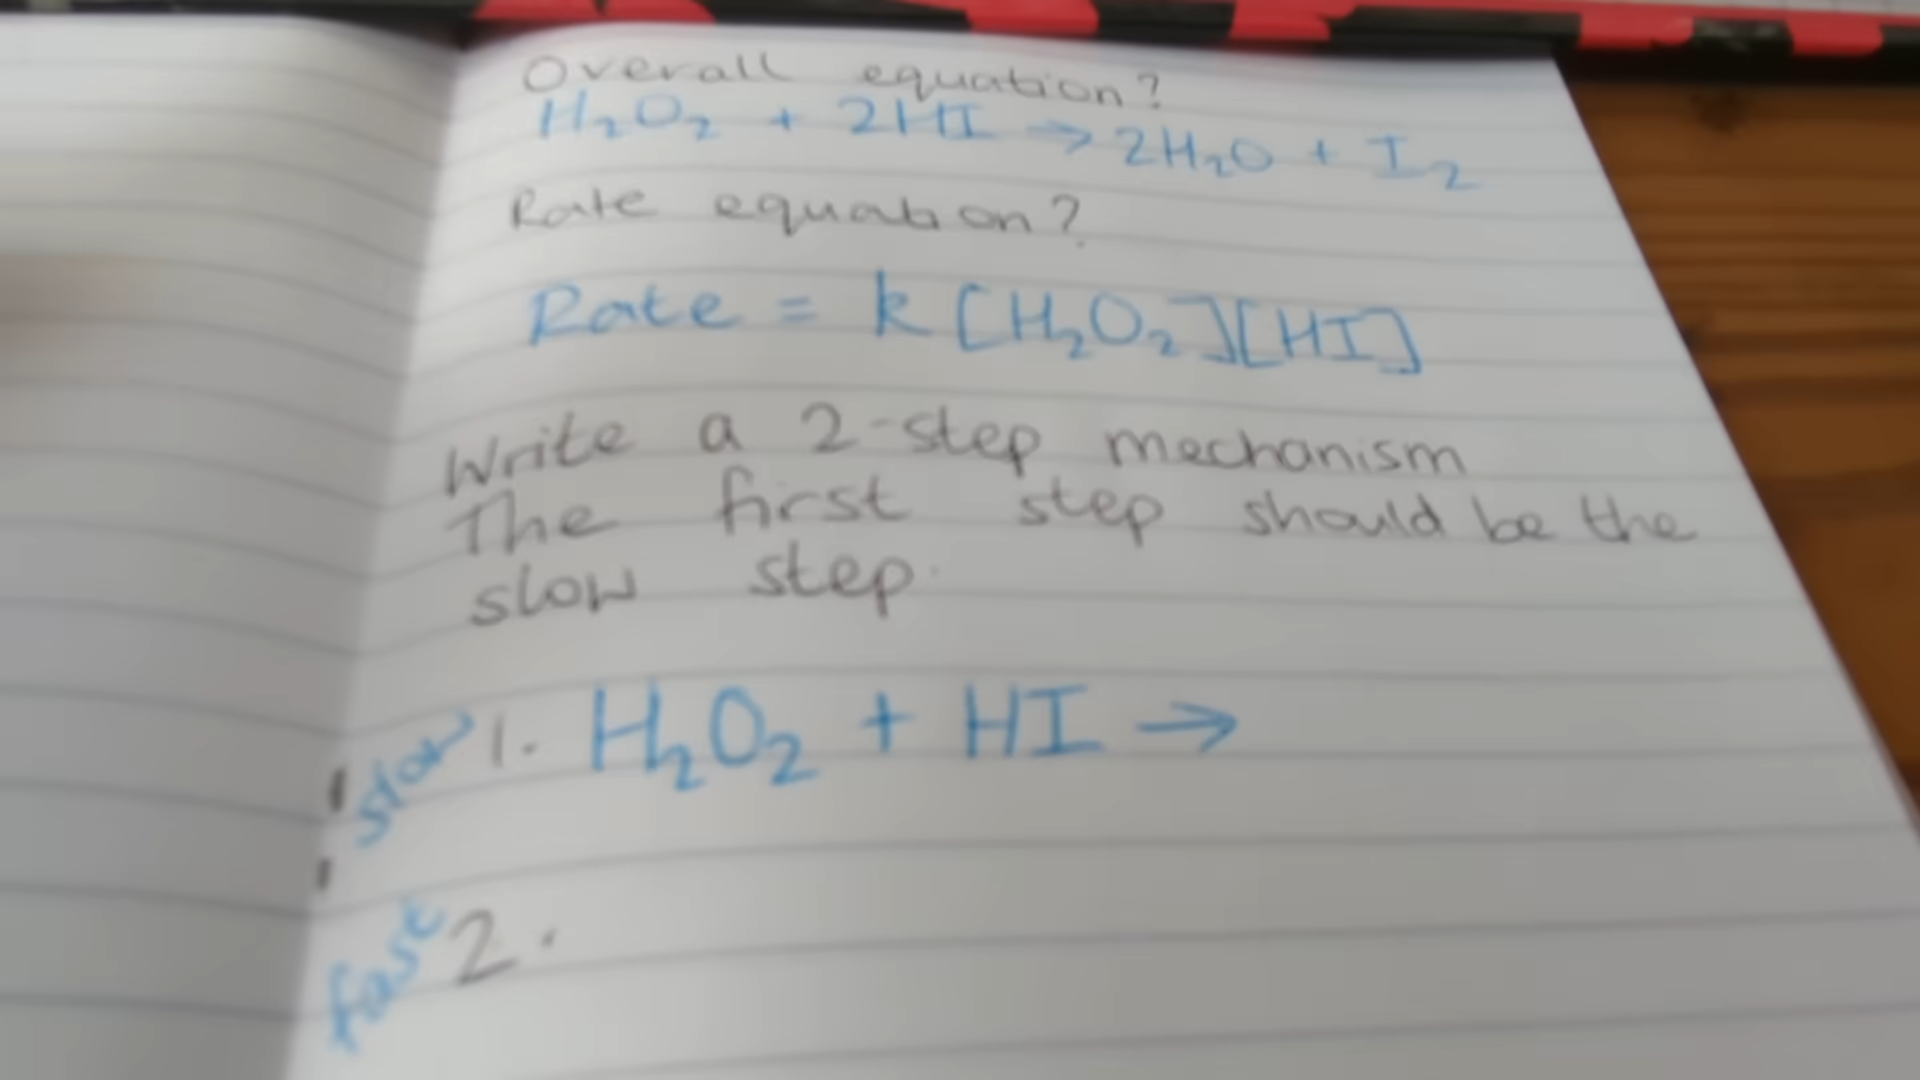 Overall equation?
H₂O₂ + 2HI → 2H₂O + I₂
Rate equation?
Rate = k[H₂O₂][HI]
Write a 2-step mechanism
The first step should be the
slow step.
slow 1. H₂O₂ + HI →
fast 2.